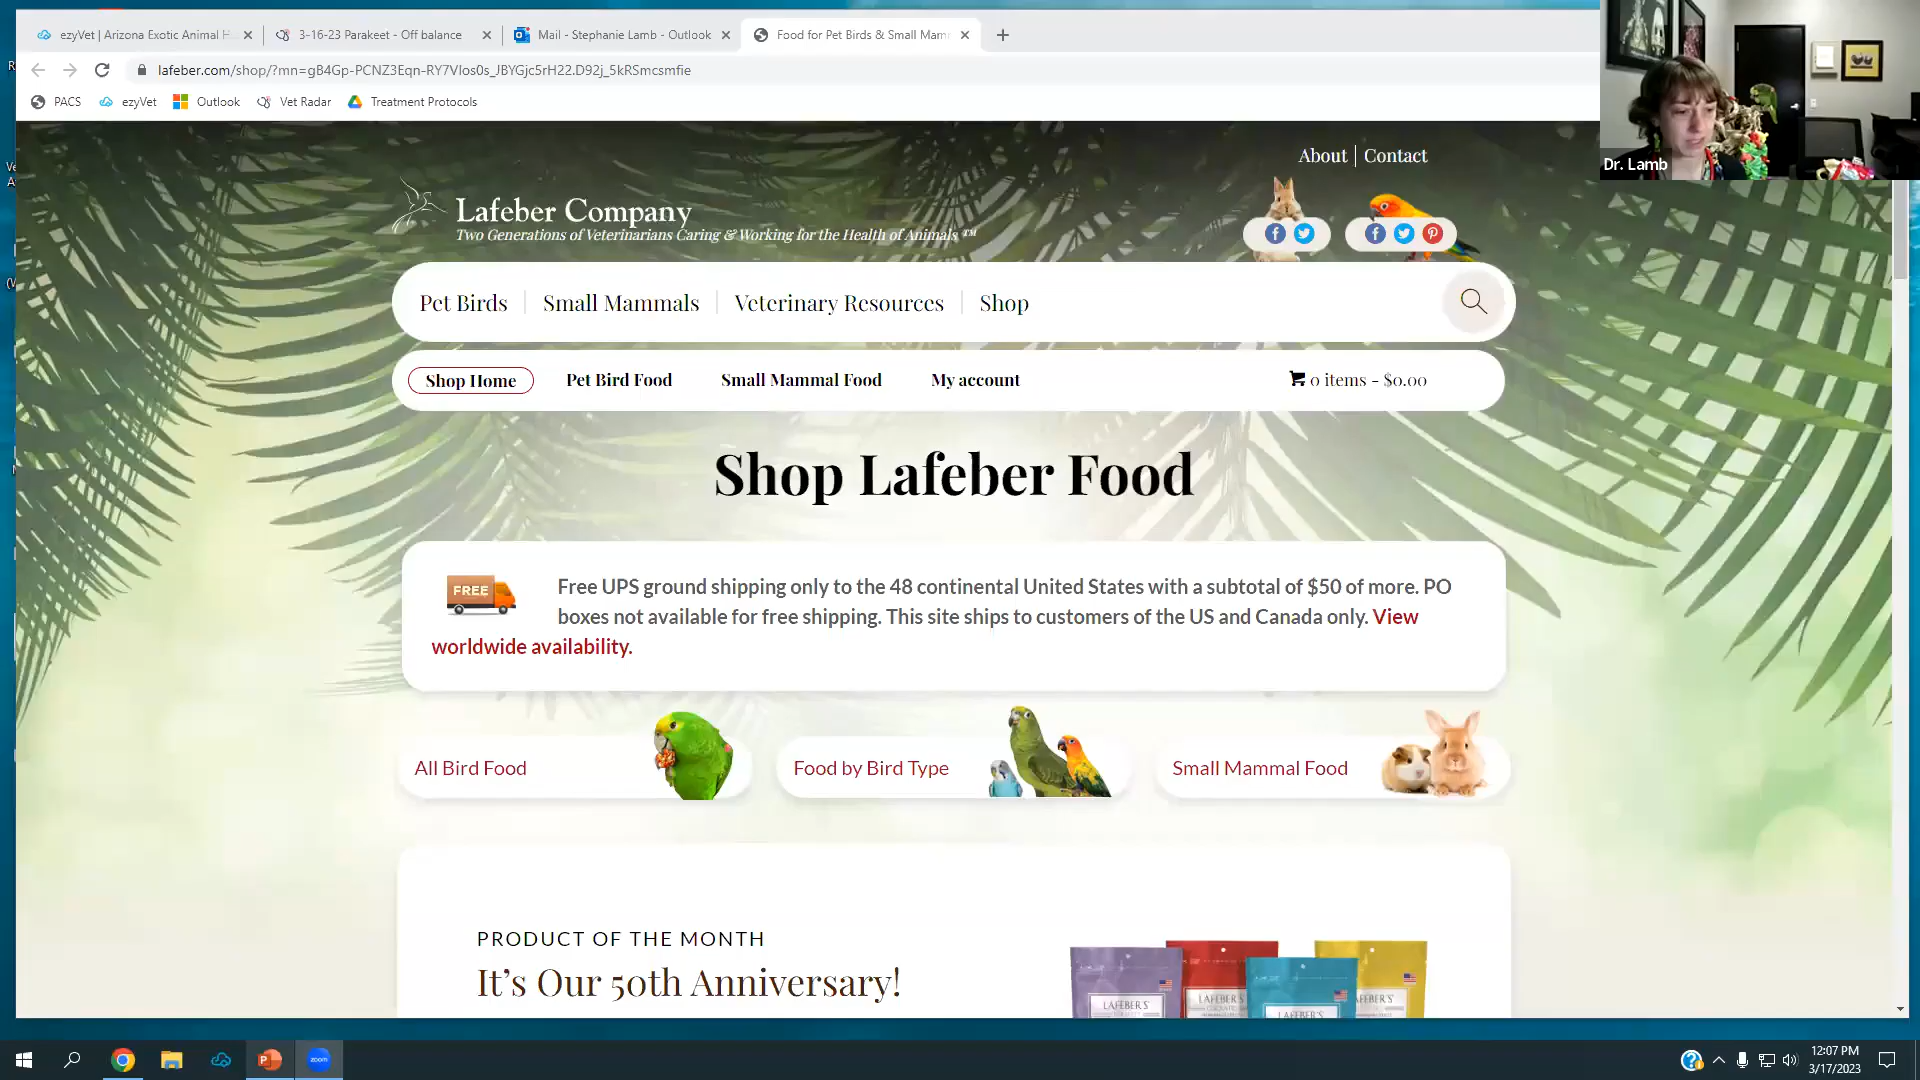 ezyVet | Arizona Exotic Animal H
3-16-23 Parakeet - Off balance
Mail - Stephanie Lamb - Outlook
Food for Pet Birds & Small Mam
lafeber.com/shop/?mn=gB4Gp-PCNZ3Eqn-RY7Vlos0s_JBYGjc5rH22.D92j_5kRSmcsmfie
PACS
ezyVet
Outlook
Vet Radar
Treatment Protocols
Dr. Lamb
About | Contact
Lafeber Company
Two Generations of Veterinarians Caring & Working for the Health of Animals ™
Pet Birds
Small Mammals
Veterinary Resources
Shop
Shop Home
Pet Bird Food
Small Mammal Food
My account
0 items - $0.00
Shop Lafeber Food
FREE
Free UPS ground shipping only to the 48 continental United States with a subtotal of $50 of more. PO
boxes not available for free shipping. This site ships to customers of the US and Canada only. View
worldwide availability.
All Bird Food
Food by Bird Type
Small Mammal Food
PRODUCT OF THE MONTH
It's Our 50th Anniversary!
LAFEBER'S
LAFEBER'S
LAFEBER'S
zoom
12:07 PM
3/17/2023